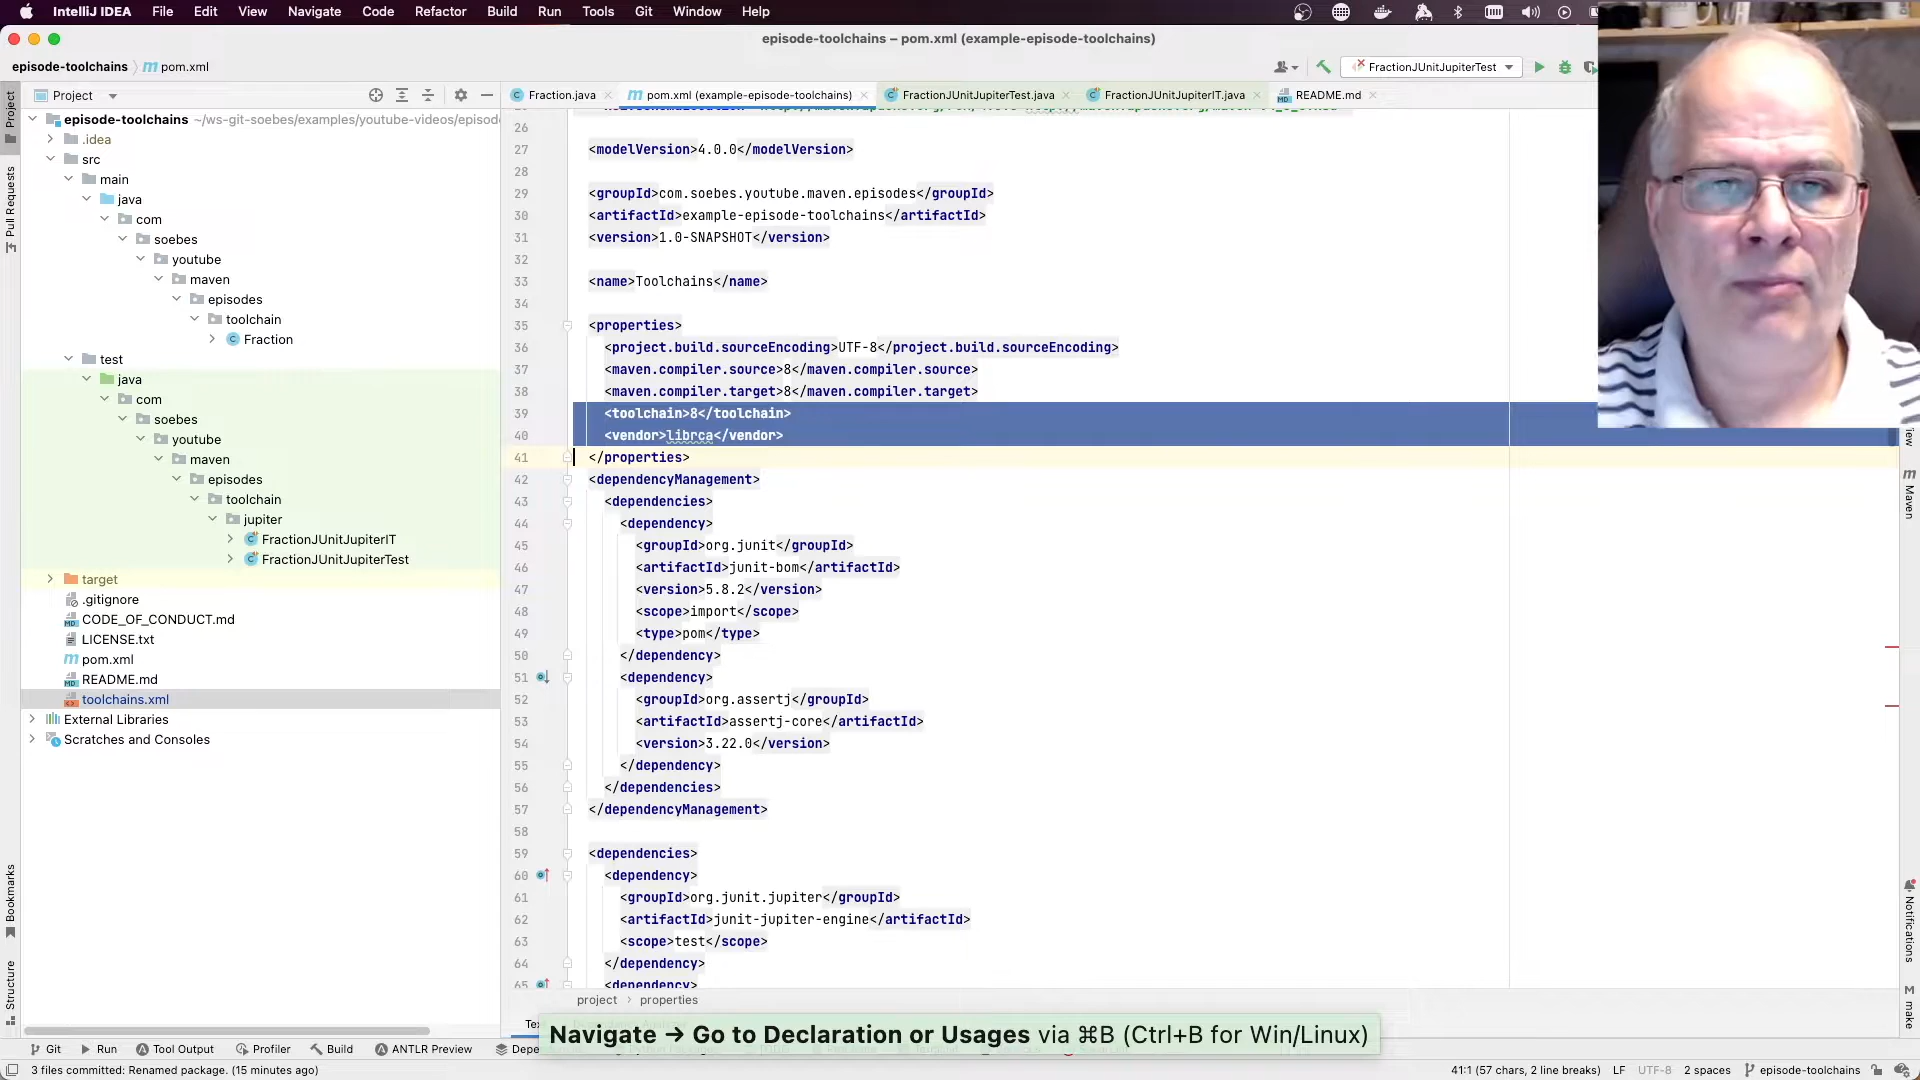 IntelliJ IDEA File Edit View Navigate Code Refactor Build Run Tools Git Window Help
episode-toolchains – pom.xml (example-episode-toolchains)
episode-toolchains pom.xml
FractionJUnitJupiterTest
Project
Fraction.java
pom.xml (example-episode-toolchains)
FractionJUnitJupiterTest.java
FractionJUnitJupiterIT.java
README.md
Project
Pull Requests
Bookmarks
Structure
episode-toolchains ~/ws-git-soebes/examples/youtube-videos/episod
.idea
src
main
java
com
soebes
youtube
maven
episodes
toolchain
Fraction
test
java
com
soebes
youtube
maven
episodes
toolchain
jupiter
FractionJUnitJupiterIT
FractionJUnitJupiterTest
target
.gitignore
CODE_OF_CONDUCT.md
LICENSE.txt
pom.xml
README.md
toolchains.xml
External Libraries
Scratches and Consoles
26
27 <modelVersion>4.0.0</modelVersion>
28
29 <groupId>com.soebes.youtube.maven.episodes</groupId>
30 <artifactId>example-episode-toolchains</artifactId>
31 <version>1.0-SNAPSHOT</version>
32
33 <name>Toolchains</name>
34
35 <properties>
36 <project.build.sourceEncoding>UTF-8</project.build.sourceEncoding>
37 <maven.compiler.source>8</maven.compiler.source>
38 <maven.compiler.target>8</maven.compiler.target>
39 <toolchain>8</toolchain>
40 <vendor>librca</vendor>
41 </properties>
42 <dependencyManagement>
43 <dependencies>
44 <dependency>
45 <groupId>org.junit</groupId>
46 <artifactId>junit-bom</artifactId>
47 <version>5.8.2</version>
48 <scope>import</scope>
49 <type>pom</type>
50 </dependency>
51 <dependency>
52 <groupId>org.assertj</groupId>
53 <artifactId>assertj-core</artifactId>
54 <version>3.22.0</version>
55 </dependency>
56 </dependencies>
57 </dependencyManagement>
58
59 <dependencies>
60 <dependency>
61 <groupId>org.junit.jupiter</groupId>
62 <artifactId>junit-jupiter-engine</artifactId>
63 <scope>test</scope>
64 </dependency>
65 <dependency>
project › properties
Maven
Notifications
make
Navigate → Go to Declaration or Usages via ⌘B (Ctrl+B for Win/Linux)
Git Run Tool Output Profiler Build ANTLR Preview Depe
3 files committed: Renamed package. (15 minutes ago)
41:1 (57 chars, 2 line breaks) LF UTF-8 2 spaces episode-toolchains